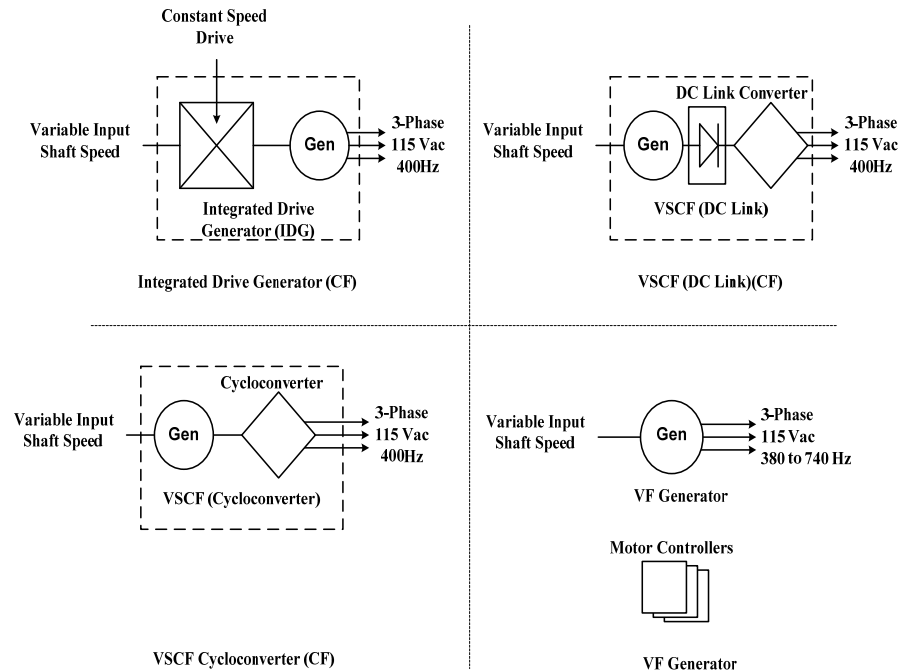 Constant Speed
Drive
Variable Input
Shaft Speed
Gen
3-Phase
115 Vac
400Hz
Integrated Drive
Generator (IDG)
Integrated Drive Generator (CF)
DC Link Converter
Variable Input
Shaft Speed
Gen
3-Phase
115 Vac
400Hz
VSCF (DC Link)
VSCF (DC Link)(CF)
Cycloconverter
Variable Input
Shaft Speed
Gen
3-Phase
115 Vac
400Hz
VSCF (Cycloconverter)
VSCF Cycloconverter (CF)
Variable Input
Shaft Speed
Gen
3-Phase
115 Vac
380 to 740 Hz
VF Generator
Motor Controllers
VF Generator